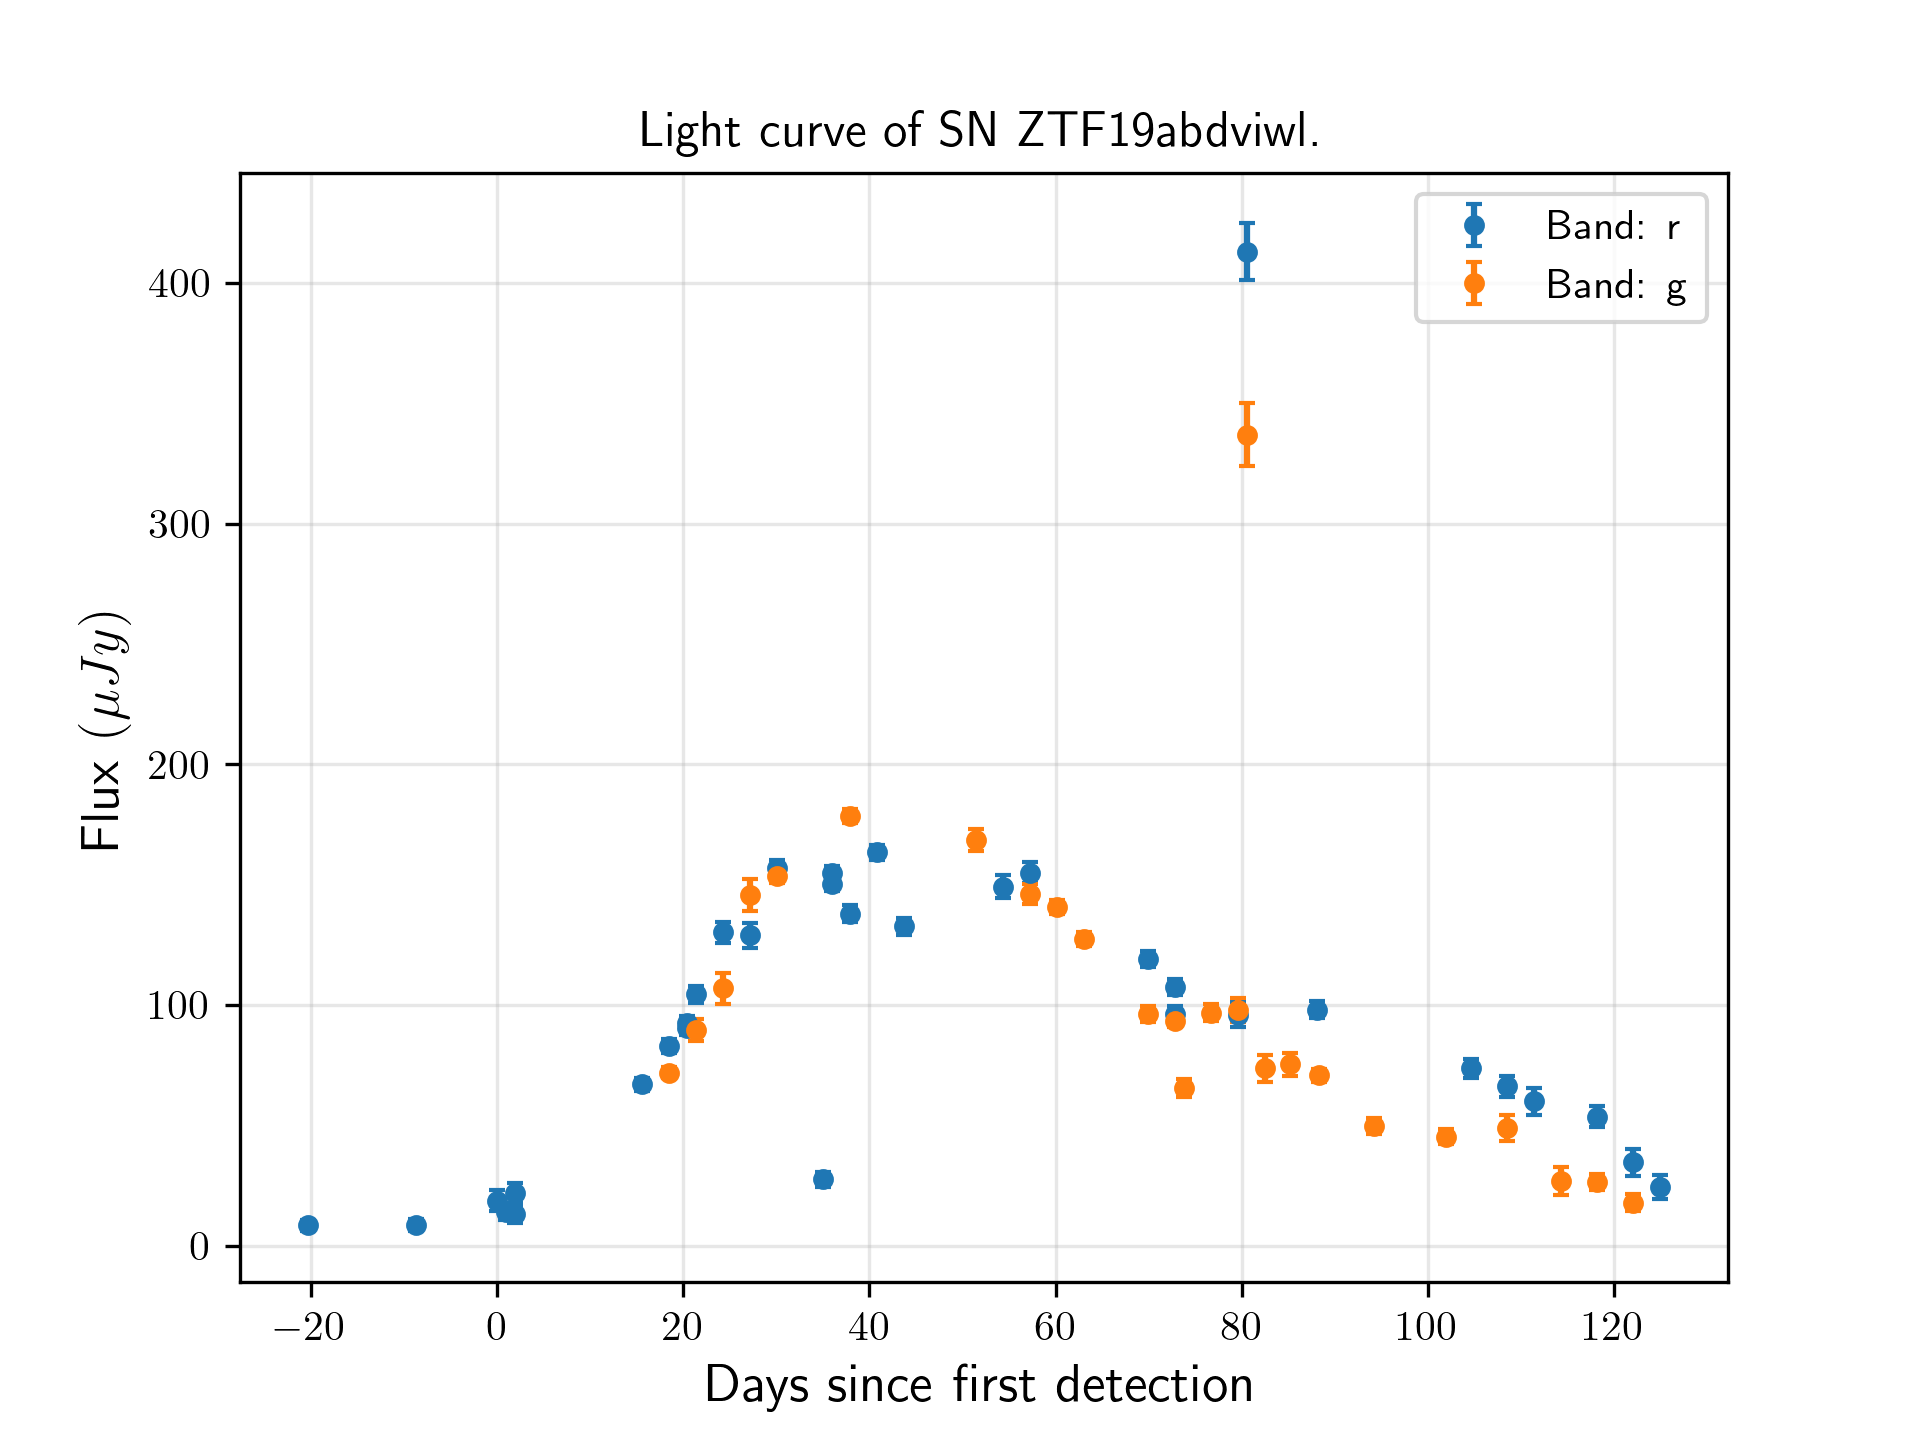 Light curve of SN ZTF19abdviwl.
Band: r
Band: g
400
300
200
100
0
Flux (μJy)
−20 0 20 40 60 80 100 120
Days since first detection